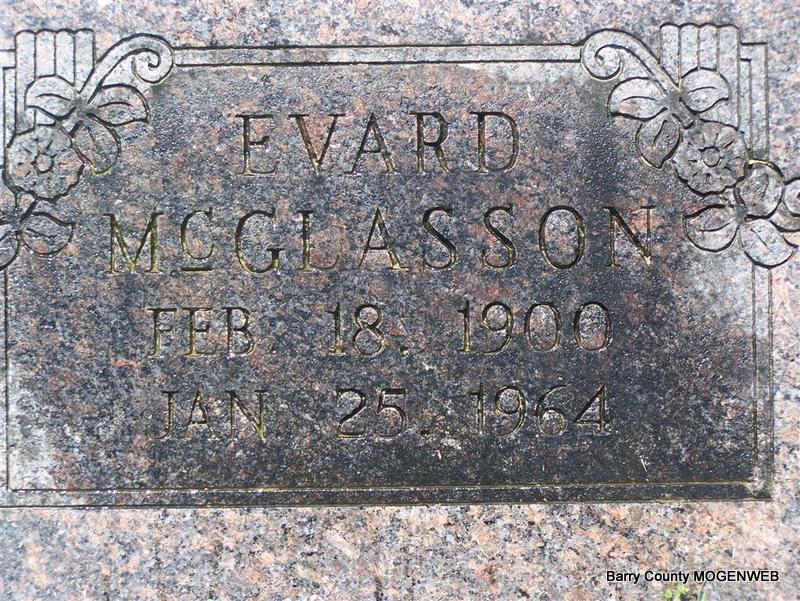 EVARD
McGLASSON
FEB. 18. 1900
JAN 25. 1964
Barry County MOGENWEB